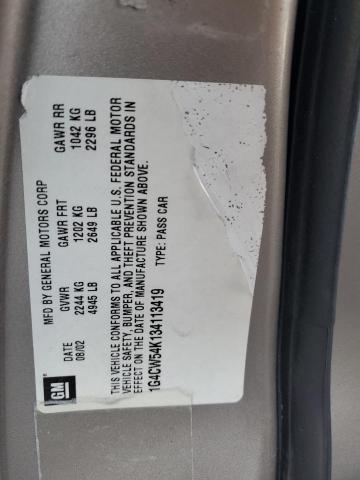 GM
MFD BY GENERAL MOTORS CORP
DATE GVWR GAWR FRT GAWR RR
08/02 2244 KG 1202 KG 1042 KG
4945 LB 2649 LB 2296 LB
THIS VEHICLE CONFORMS TO ALL APPLICABLE U.S. FEDERAL MOTOR
VEHICLE SAFETY, BUMPER, AND THEFT PREVENTION STANDARDS IN
EFFECT ON THE DATE OF MANUFACTURE SHOWN ABOVE.
1G4CW54K134113419 TYPE: PASS CAR